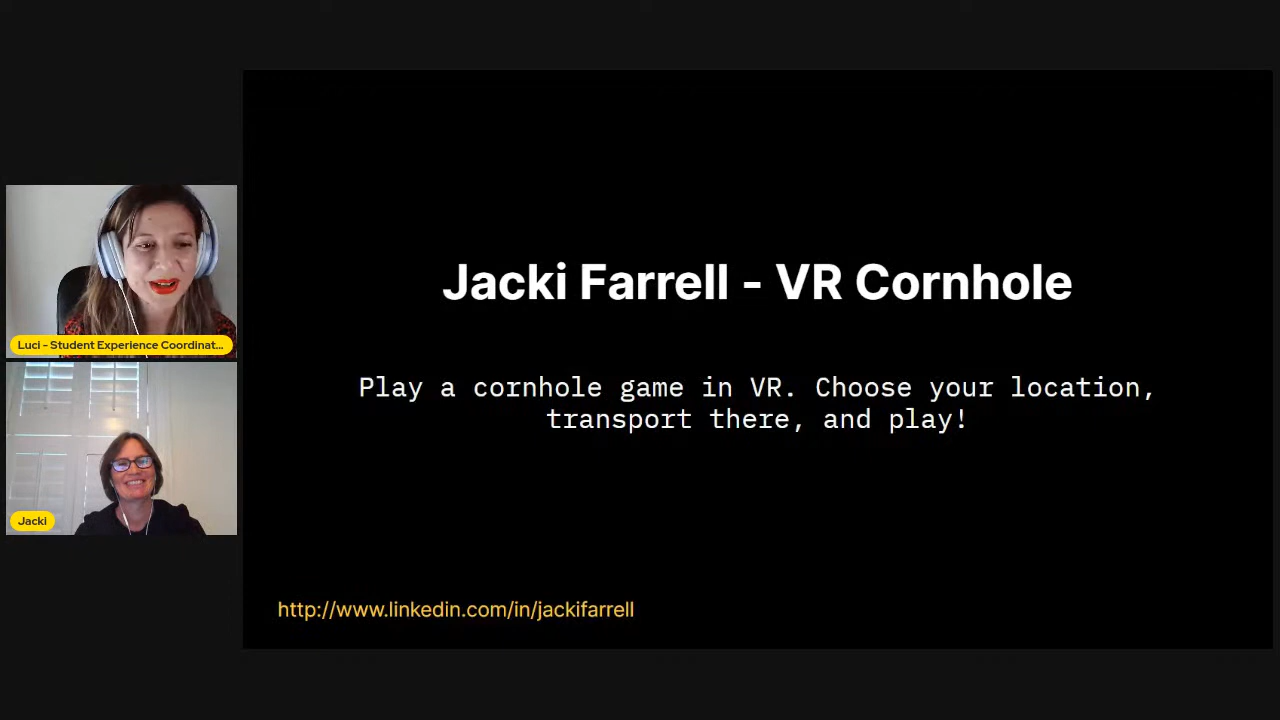 Jacki Farrell - VR Cornhole
Play a cornhole game in VR. Choose your location,
transport there, and play!
http://www.linkedin.com/in/jackifarrell
Luci - Student Experience Coordinat...
Jacki